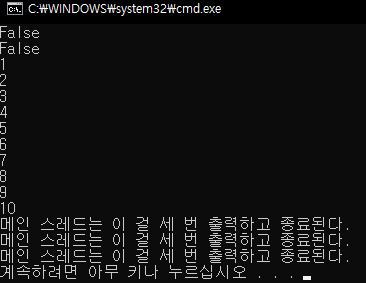 C:₩WINDOWS₩system32₩cmd.exe
False
False
1
2
3
4
5
6
7
8
9
10
메인 스레드는 이 걸 세 번 출력하고 종료된다.
메인 스레드는 이 걸 세 번 출력하고 종료된다.
메인 스레드는 이 걸 세 번 출력하고 종료된다.
계속하려면 아무 키나 누르십시오 . . .